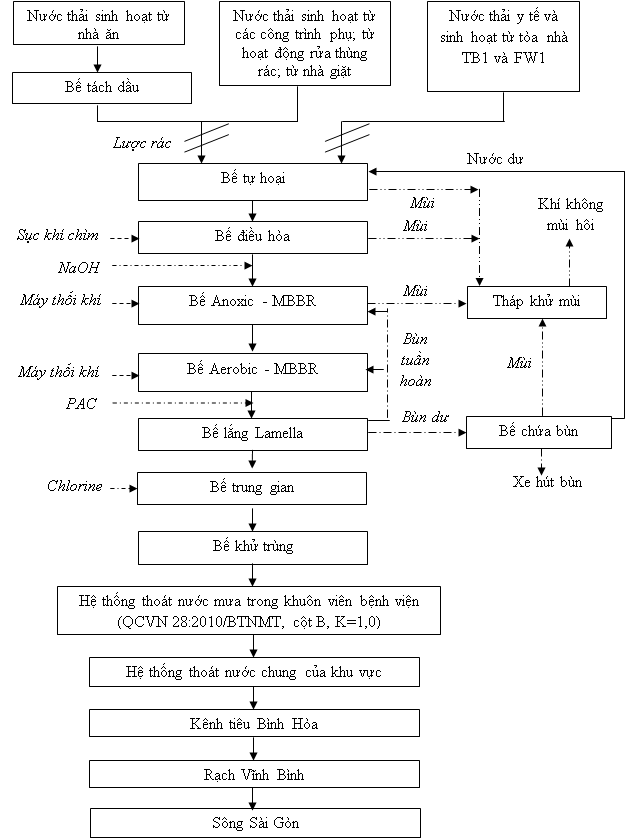 Nước thải sinh hoạt từ
nhà ăn
Nước thải sinh hoạt từ
các công trình phụ; từ
hoạt động rửa thùng
rác; từ nhà giặt
Nước thải y tế và
sinh hoạt từ tòa nhà
TB1 và FW1
Bể tách dầu
Lược rác
Nước dư
Bể tự hoại
Mùi
Khí không
mùi hôi
Sục khí chìm
Bể điều hòa
Mùi
NaOH
Máy thổi khí
Bể Anoxic - MBBR
Mùi
Tháp khử mùi
Bùn
tuần
hoàn
Mùi
Máy thổi khí
Bể Aerobic - MBBR
PAC
Bể lắng Lamella
Bùn dư
Bể chứa bùn
Chlorine
Bể trung gian
Xe hút bùn
Bể khử trùng
Hệ thống thoát nước mưa trong khuôn viên bệnh viện
(QCVN 28:2010/BTNMT, cột B, K=1,0)
Hệ thống thoát nước chung của khu vực
Kênh tiêu Bình Hòa
Rạch Vĩnh Bình
Sông Sài Gòn